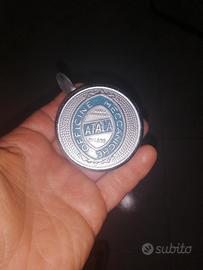 OFFICINE MECCANICHE
ATALA
subito